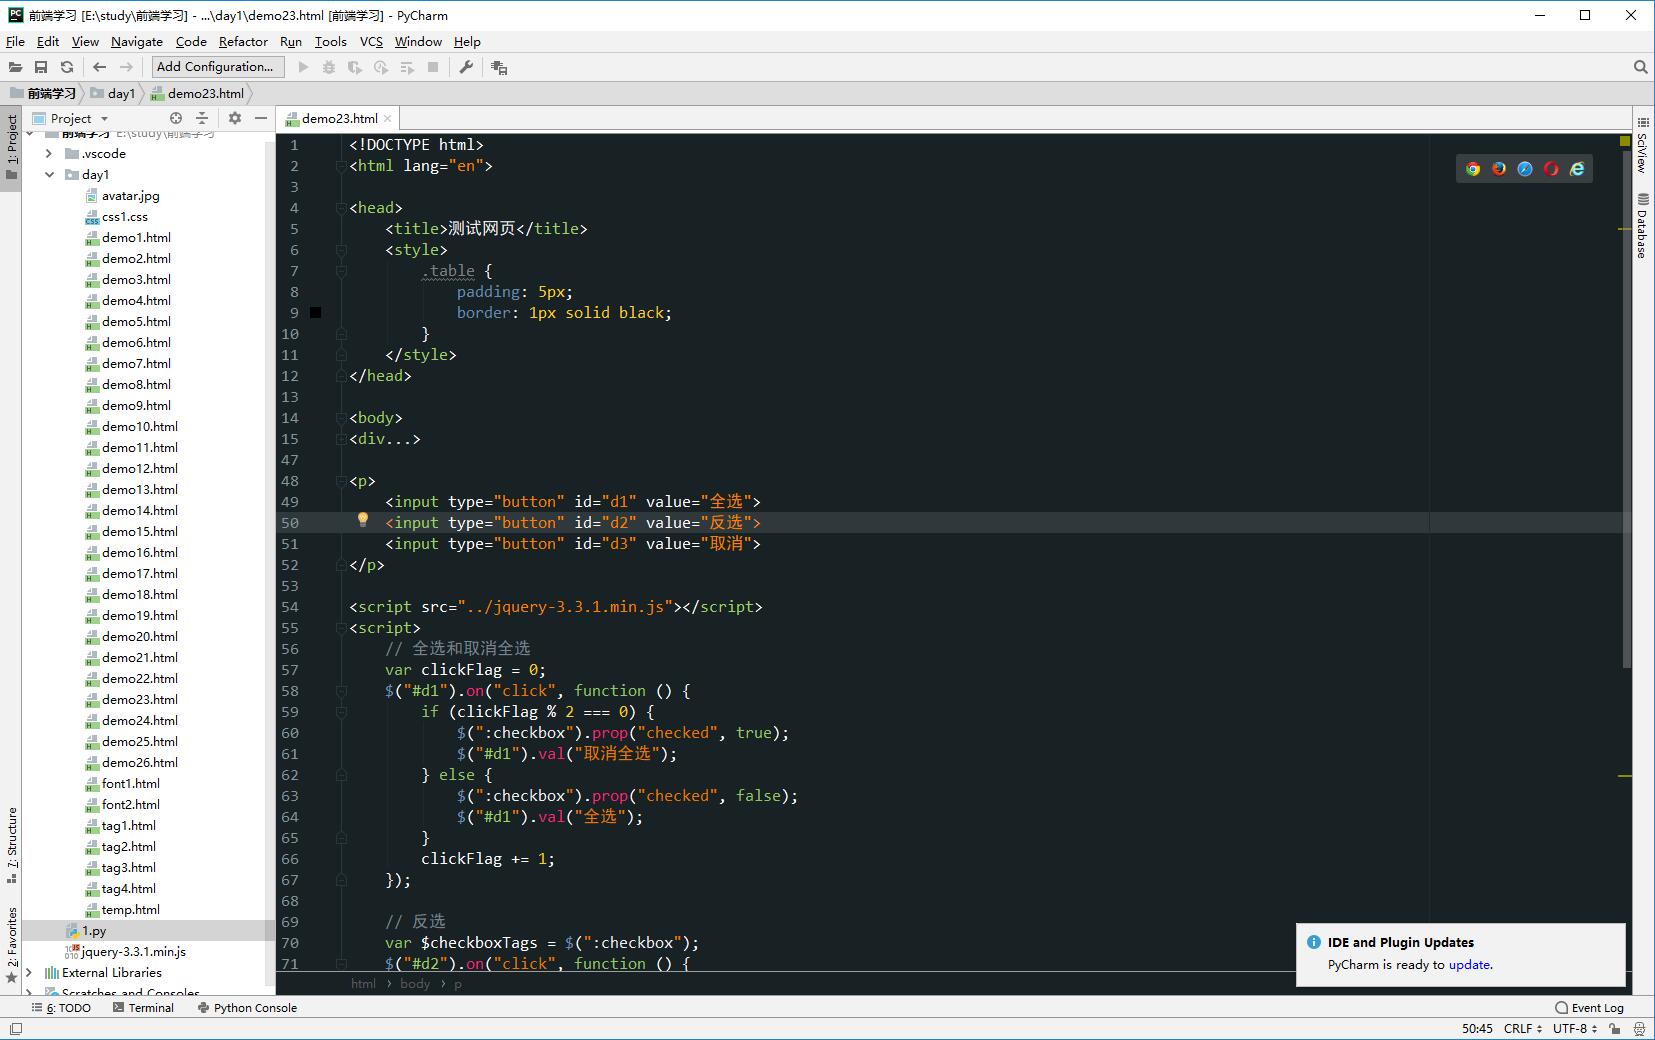 前端学习 [E:\study\前端学习] - ...\day1\demo23.html [前端学习] - PyCharm
File Edit View Navigate Code Refactor Run Tools VCS Window Help
Add Configuration...
前端学习 day1 demo23.html
1: Project
7: Structure
2: Favorites
Project
前端学习 E:\study\前端学习
.vscode
day1
avatar.jpg
css1.css
demo1.html
demo2.html
demo3.html
demo4.html
demo5.html
demo6.html
demo7.html
demo8.html
demo9.html
demo10.html
demo11.html
demo12.html
demo13.html
demo14.html
demo15.html
demo16.html
demo17.html
demo18.html
demo19.html
demo20.html
demo21.html
demo22.html
demo23.html
demo24.html
demo25.html
demo26.html
font1.html
font2.html
tag1.html
tag2.html
tag3.html
tag4.html
temp.html
1.py
jquery-3.3.1.min.js
External Libraries
Scratches and Consoles
demo23.html
1 <!DOCTYPE html>
2 <html lang="en">
3
4 <head>
5     <title>测试网页</title>
6     <style>
7         .table {
8             padding: 5px;
9             border: 1px solid black;
10         }
11     </style>
12 </head>
13
14 <body>
15 <div...>
47
48 <p>
49     <input type="button" id="d1" value="全选">
50     <input type="button" id="d2" value="反选">
51     <input type="button" id="d3" value="取消">
52 </p>
53
54 <script src="../jquery-3.3.1.min.js"></script>
55 <script>
56     // 全选和取消全选
57     var clickFlag = 0;
58     $("#d1").on("click", function () {
59         if (clickFlag % 2 === 0) {
60             $(":checkbox").prop("checked", true);
61             $("#d1").val("取消全选");
62         } else {
63             $(":checkbox").prop("checked", false);
64             $("#d1").val("全选");
65         }
66         clickFlag += 1;
67     });
68
69     // 反选
70     var $checkboxTags = $(":checkbox");
71     $("#d2").on("click", function () {
html › body › p
SciView
Database
IDE and Plugin Updates
PyCharm is ready to update.
6: TODO Terminal Python Console Event Log
50:45 CRLF UTF-8